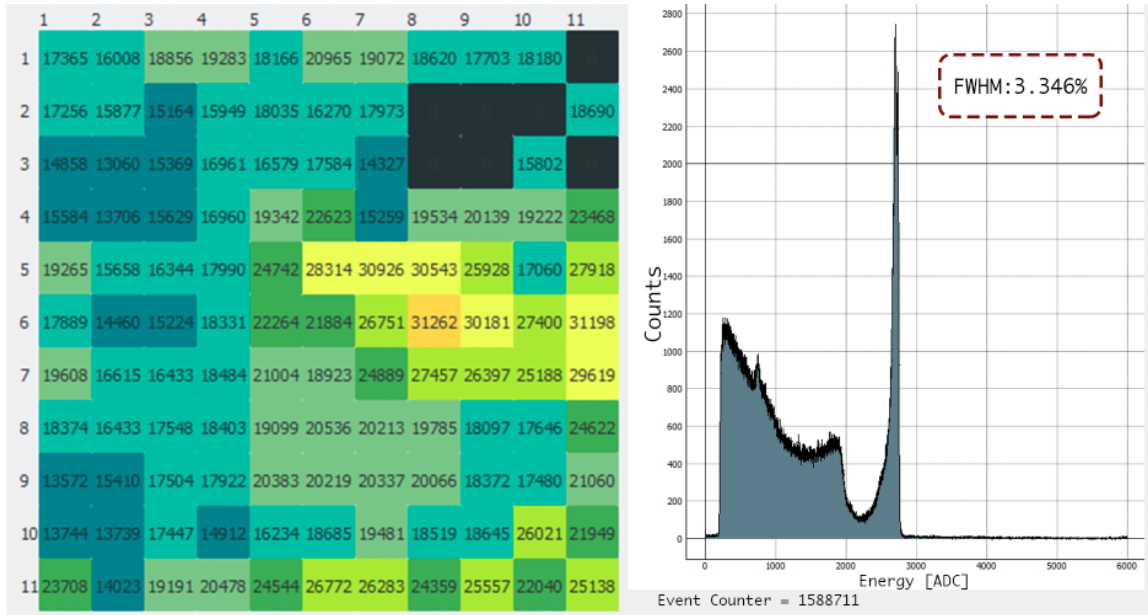 1 2 3 4 5 6 7 8 9 10 11
1 17365 16008 18856 19283 18166 20965 19072 18620 17703 18180 0
2 17256 15877 15164 15949 18035 16270 17973 0 0 0 18690
3 14858 13060 15369 16961 16579 17584 14327 0 0 15802 0
4 15584 13706 15629 16960 19342 22623 15259 19534 20139 19222 23468
5 19265 15658 16344 17990 24742 28314 30926 30543 25928 17060 27918
6 17889 14460 15224 18331 22264 21884 26751 31262 30181 27400 31198
7 19608 16615 16433 18484 21004 18923 24889 27457 26397 25188 29619
8 18374 16433 17548 18403 19099 20536 20213 19785 18097 17646 24622
9 13572 15410 17504 17922 20383 20219 20337 20066 18372 17480 21060
10 13744 13739 17447 14912 16234 18685 19481 18519 18645 26021 21949
11 23708 14023 19191 20478 24544 26772 26283 24359 25557 22040 25138
2800
2600
2400
2200
2000
1800
1600
1400
1200
1000
800
600
400
200
0
Counts
FWHM:3.346%
0 1000 2000 3000 4000 5000 6000
Energy [ADC]
Event Counter = 1588711